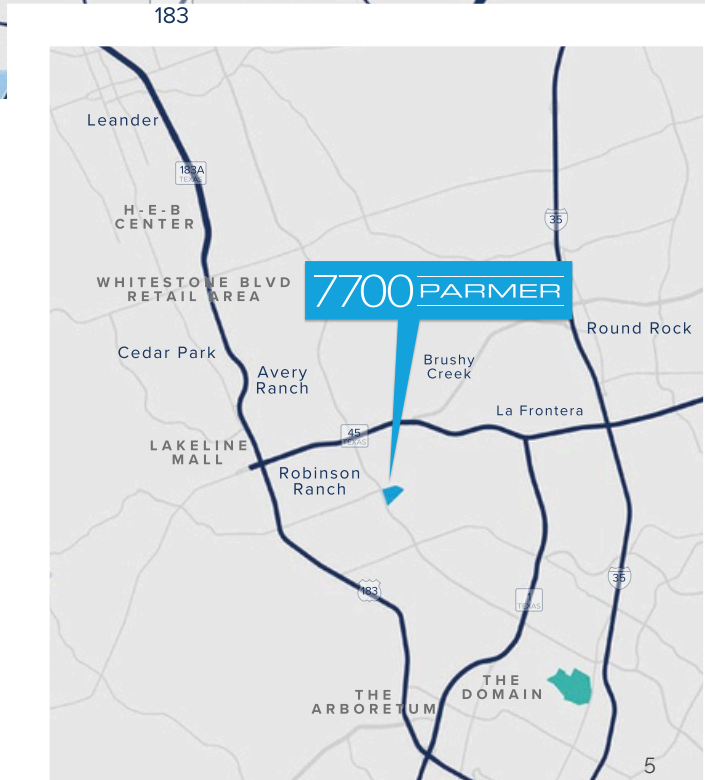 183
Leander
183A
TEXAS
H-E-B
CENTER
35
WHITESTONE BLVD
RETAIL AREA
7700 PARMER
Round Rock
Cedar Park
Brushy
Creek
Avery
Ranch
La Frontera
45
TEXAS
LAKELINE
MALL
Robinson
Ranch
35
183
1
TEXAS
THE
DOMAIN
THE
ARBORETUM
5